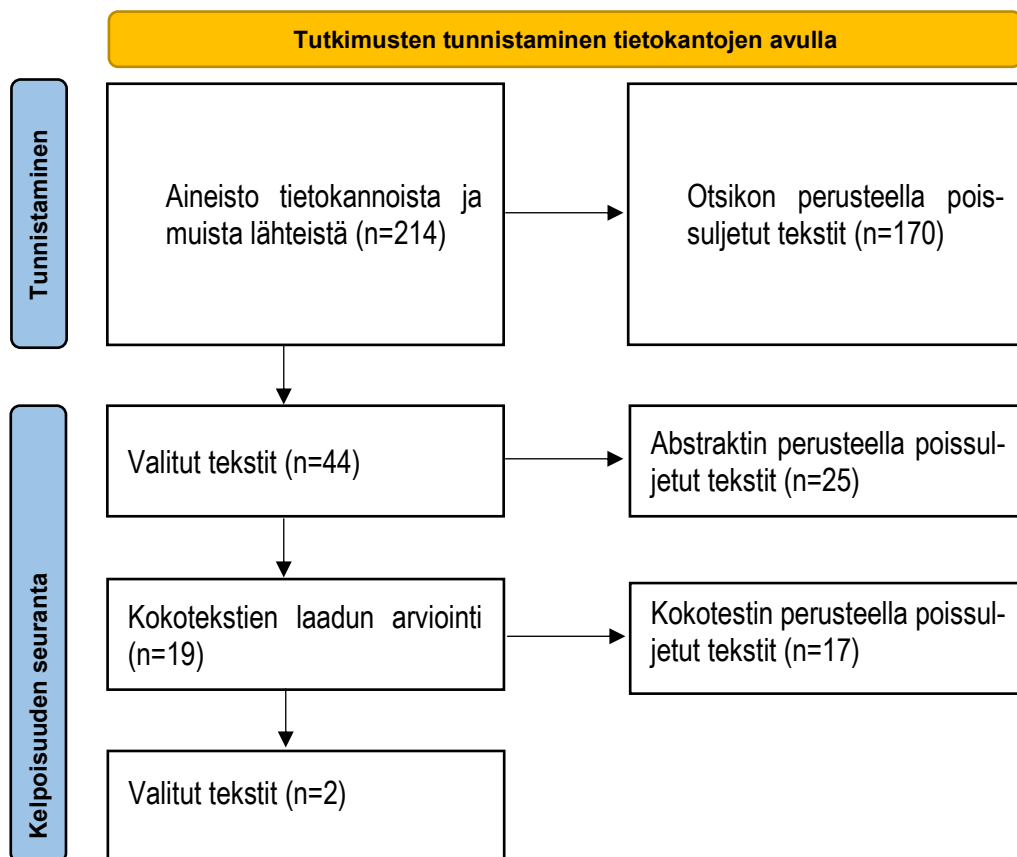 Tutkimusten tunnistaminen tietokantojen avulla
Tunnistaminen
Aineisto tietokannoista ja
muista lähteistä (n=214)
Otsikon perusteella pois-
suljetut tekstit (n=170)
Kelpoisuuden seuranta
Valitut tekstit (n=44)
Abstraktin perusteella poissul-
jetut tekstit (n=25)
Kokotekstien laadun arviointi
(n=19)
Kokotestin perusteella poissul-
jetut tekstit (n=17)
Valitut tekstit (n=2)